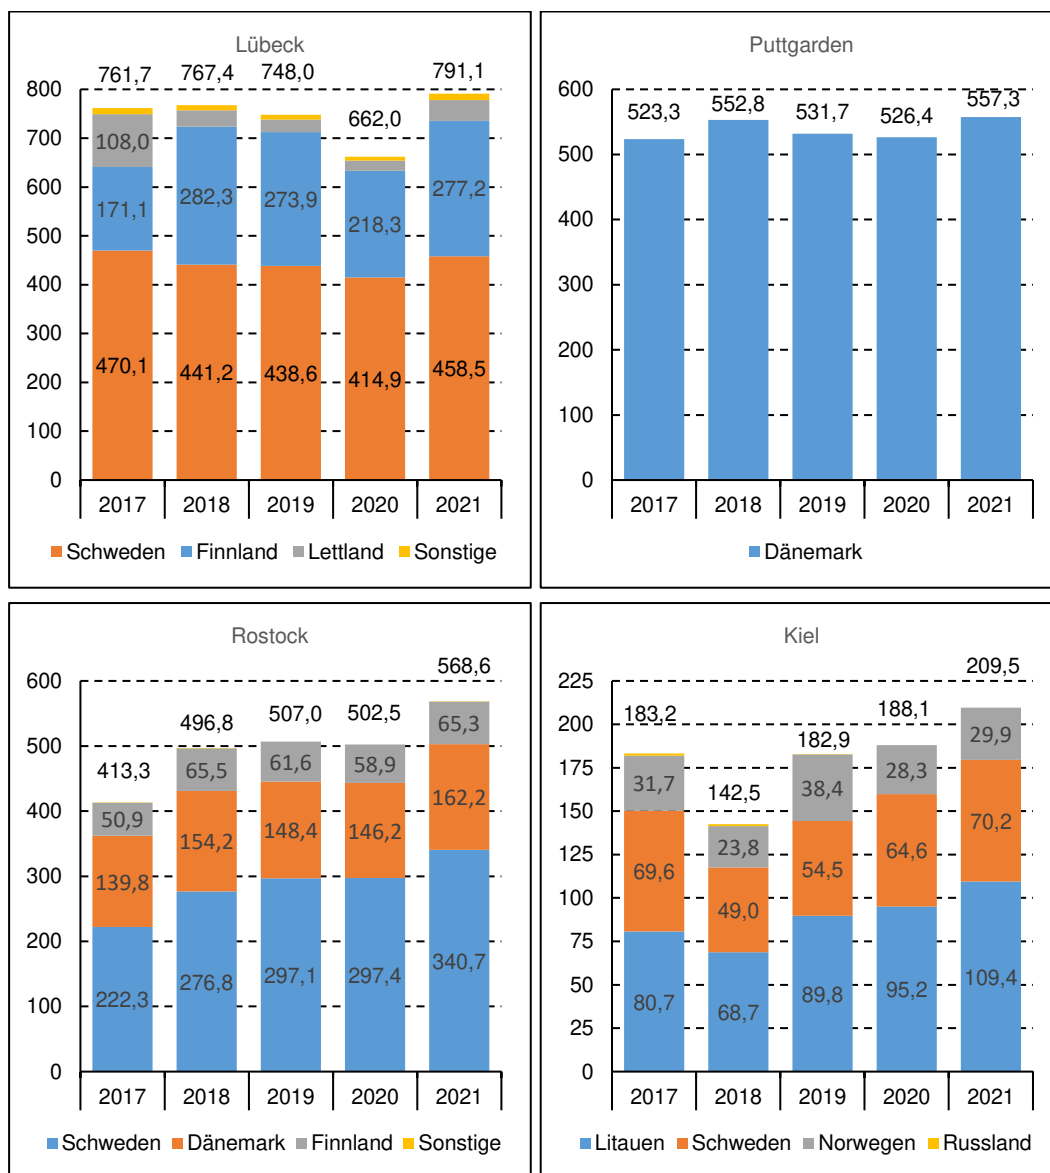 Lübeck
761,7 767,4 748,0 662,0 791,1
800
700
600
500
400
300
200
100
0
108,0
171,1 282,3 273,9 218,3 277,2
470,1 441,2 438,6 414,9 458,5
2017 2018 2019 2020 2021
Schweden Finnland Lettland Sonstige
Puttgarden
600
500
400
300
200
100
0
523,3 552,8 531,7 526,4 557,3
2017 2018 2019 2020 2021
Dänemark
Rostock
600
500
400
300
200
100
0
413,3 496,8 507,0 502,5 568,6
50,9 65,5 61,6 58,9 65,3
139,8 154,2 148,4 146,2 162,2
222,3 276,8 297,1 297,4 340,7
2017 2018 2019 2020 2021
Schweden Dänemark Finnland Sonstige
Kiel
225
200
175
150
125
100
75
50
25
0
183,2 142,5 182,9 188,1 209,5
31,7 23,8 38,4 28,3 29,9
69,6 49,0 54,5 64,6 70,2
80,7 68,7 89,8 95,2 109,4
2017 2018 2019 2020 2021
Litauen Schweden Norwegen Russland